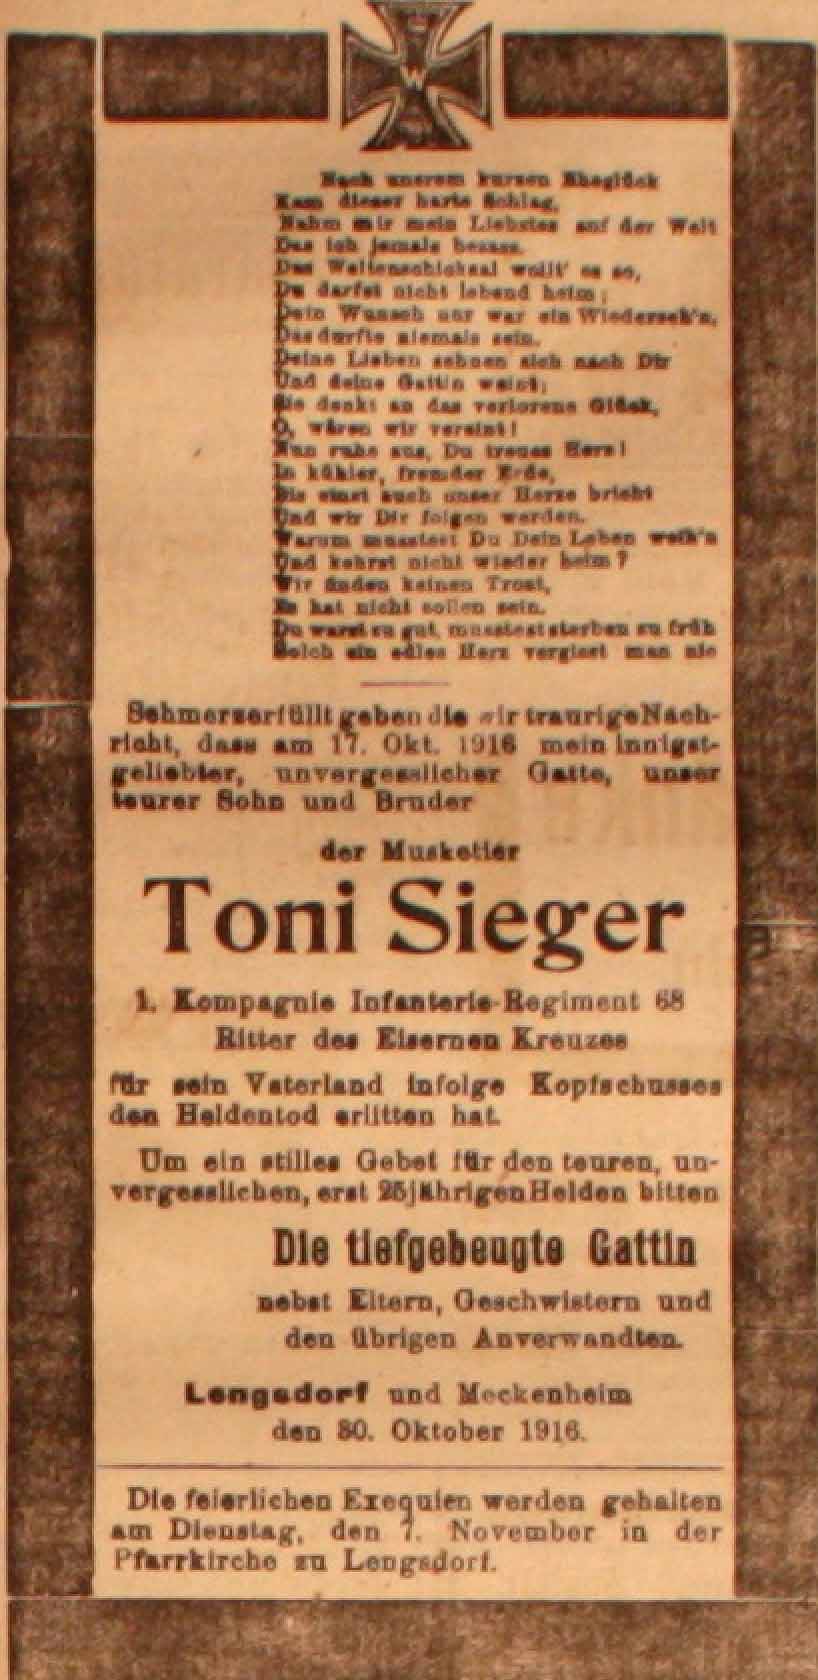 W
Nach unserem kurzen Eheglück
Kam dieser harte Schlag,
Nahm mir mein Liebstes auf der Welt
Das ich jemals besass.
Das Weltenschicksal wollt' es so,
Du darfst nicht lebend heim;
Dein Wunsch nur war ein Wiederseh'n,
Das durfte niemals sein.
Deine Lieben sehnen sich nach Dir
Und deine Gattin weint;
Sie denkt an das verlorene Glück,
O, wären wir vereint!
Nun ruhe aus, Du treues Herz!
In kühler, fremder Erde,
Bis einst auch unser Herze bricht
Und wir Dir folgen werden.
Warum musstest Du Dein Leben weih'n
Und kehrst nicht wieder heim?
Wir finden keinen Trost,
Es hat nicht sollen sein.
Du warst zu gut, musstest sterben zu früh
Solch ein edles Herz vergisst man nie
Schmerzerfüllt geben die wir traurige Nach-
richt, dass am 17. Okt. 1916 mein innigst-
geliebter, unvergesslicher Gatte, unser
teurer Sohn und Bruder
der Musketier
Toni Sieger
1. Kompagnie Infanterie-Regiment 68
Ritter des Eisernen Kreuzes
für sein Vaterland infolge Kopfschusses
den Heldentod erlitten hat.
Um ein stilles Gebet für den teuren, un-
vergesslichen, erst 25jährigen Helden bitten
Die tiefgebeugte Gattin
nebst Eltern, Geschwistern und
den übrigen Anverwandten.
Lengsdorf und Meckenheim
den 30. Oktober 1916.
Die feierlichen Exequien werden gehalten
am Dienstag, den 7. November in der
Pfarrkirche zu Lengsdorf.